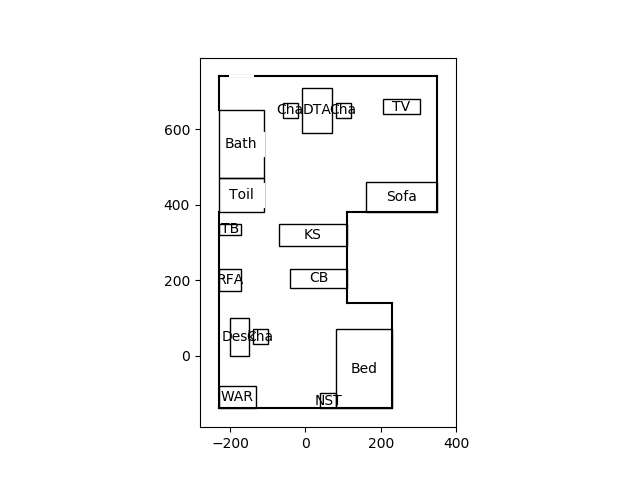 Cha DTA Cha TV
600
Bath
Toil
400
Sofa
TB
KS
RFA
200
CB
Desk Cha
0
Bed
WAR
NST
−200 0 200 400